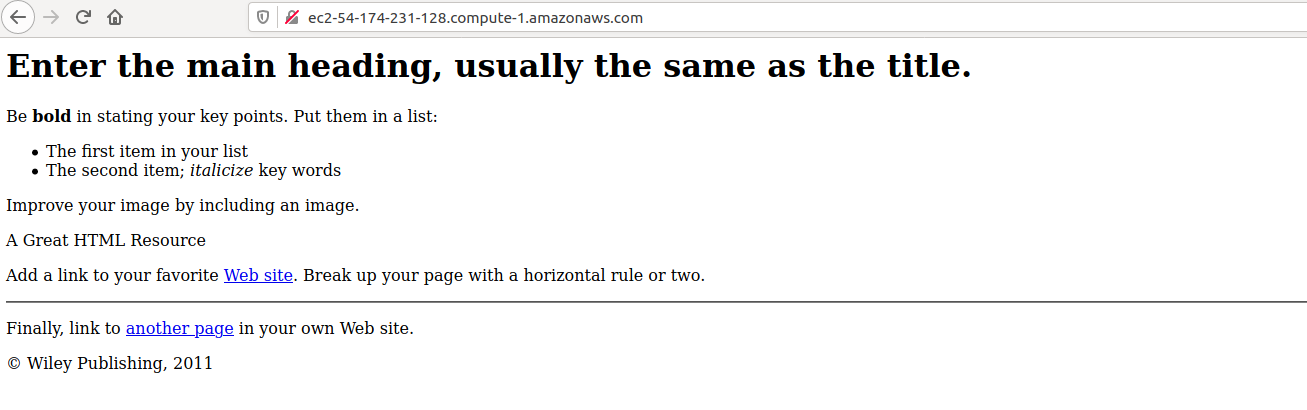 ec2-54-174-231-128.compute-1.amazonaws.com
Enter the main heading, usually the same as the title.
Be bold in stating your key points. Put them in a list:
The first item in your list
The second item; italicize key words
Improve your image by including an image.
A Great HTML Resource
Add a link to your favorite Web site. Break up your page with a horizontal rule or two.
Finally, link to another page in your own Web site.
© Wiley Publishing, 2011